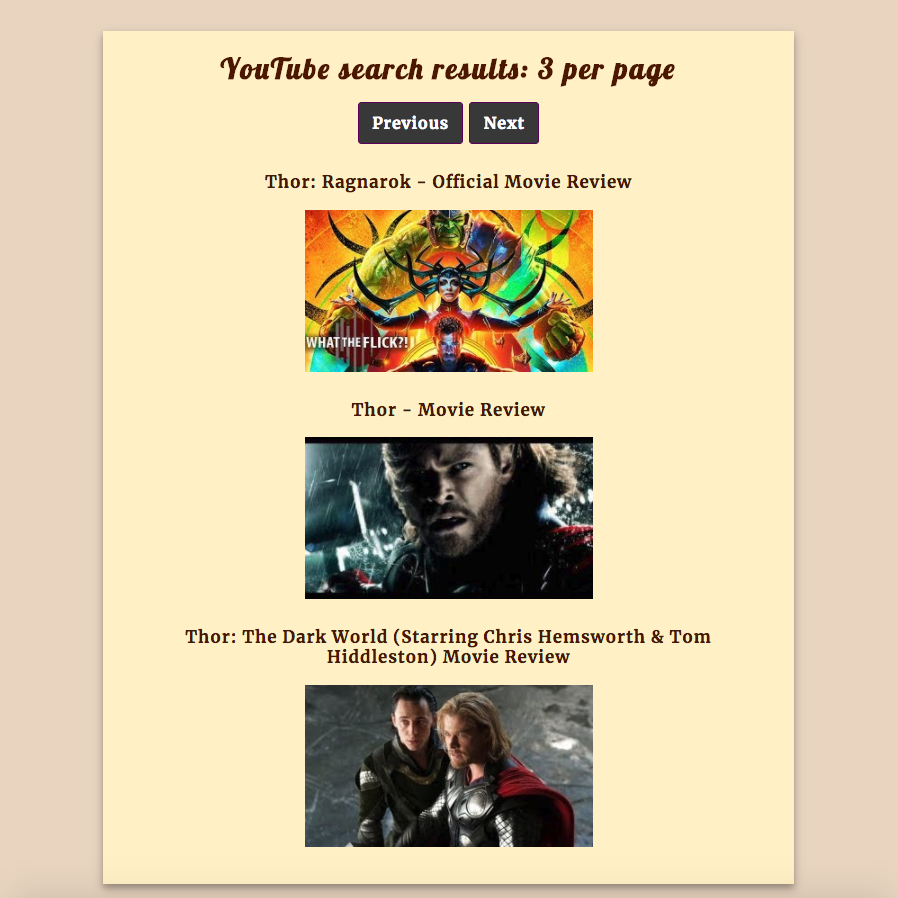 YouTube search results: 3 per page
Previous Next
Thor: Ragnarok - Official Movie Review
WHAT THE FLICK?!
Thor - Movie Review
Thor: The Dark World (Starring Chris Hemsworth & Tom
Hiddleston) Movie Review